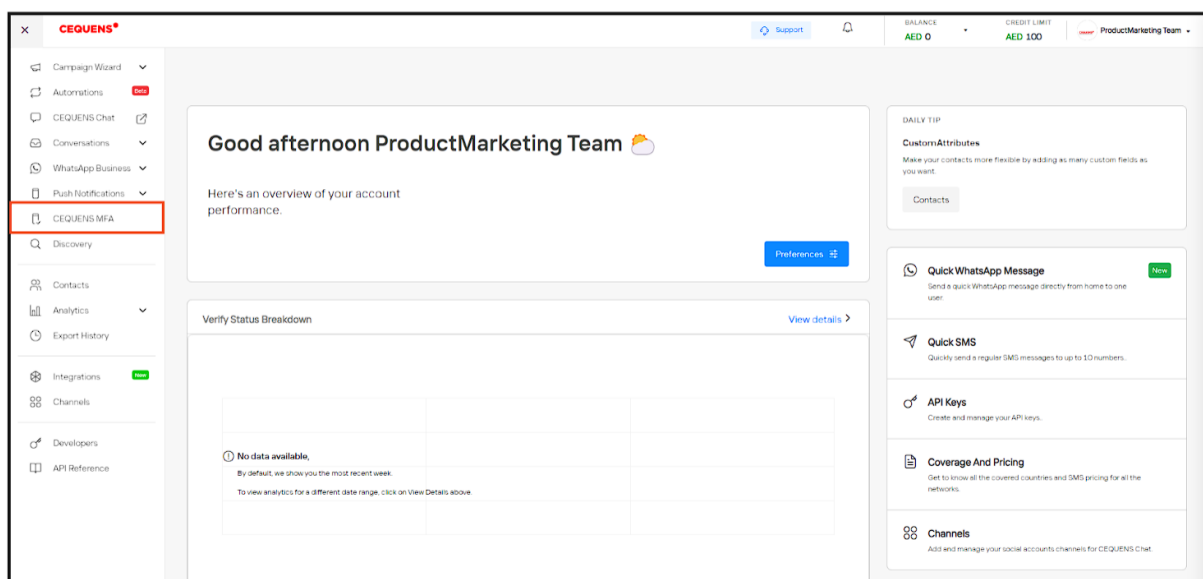 CEQUENS
Support
BALANCE
AED 0
CREDIT LIMIT
AED 100
ProductMarketing Team
Campaign Wizard
Automations
Beta
CEQUENS Chat
Conversations
WhatsApp Business
Push Notifications
CEQUENS MFA
Discovery
Contacts
Analytics
Export History
Integrations
New
Channels
Developers
API Reference
Good afternoon ProductMarketing Team
Here's an overview of your account
performance.
Preferences
Verify Status Breakdown
View details
No data available,
By default, we show you the most recent week.
To view analytics for a different date range, click on View Details above.
DAILY TIP
CustomAttributes
Make your contacts more flexible by adding as many custom fields as
you want.
Contacts
Quick WhatsApp Message
New
Send a quick WhatsApp message directly from home to one
user.
Quick SMS
Quickly send a regular SMS messages to up to 10 numbers.
API Keys
Create and manage your API keys.
Coverage And Pricing
Get to know all the covered countries and SMS pricing for all the
networks.
Channels
Add and manage your social accounts channels for CEQUENS Chat.